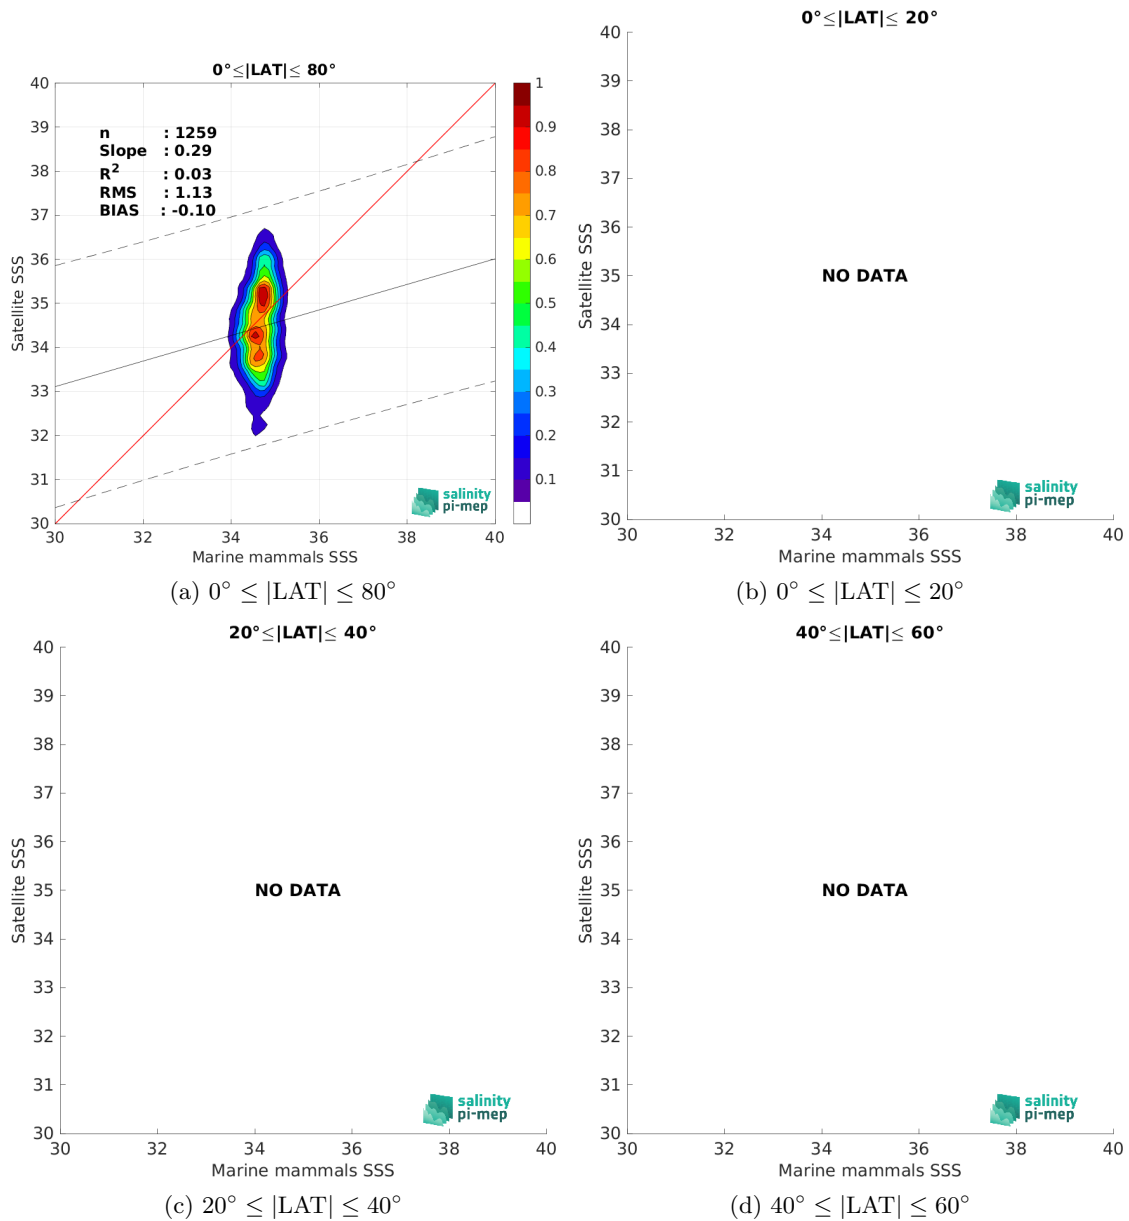 0°≤|LAT|≤ 80°
40
39
38
37
36
35
34
33
32
31
30
n : 1259
Slope : 0.29
R² : 0.03
RMS : 1.13
BIAS : -0.10
1
0.9
0.8
0.7
0.6
0.5
0.4
0.3
0.2
0.1
Satellite SSS
salinity
pi-mep
30 32 34 36 38 40
Marine mammals SSS
(a) 0° ≤ |LAT| ≤ 80°
0°≤|LAT|≤ 20°
40
39
38
37
36
35
34
33
32
31
30
Satellite SSS
NO DATA
salinity
pi-mep
30 32 34 36 38 40
Marine mammals SSS
(b) 0° ≤ |LAT| ≤ 20°
20°≤|LAT|≤ 40°
40
39
38
37
36
35
34
33
32
31
30
Satellite SSS
NO DATA
salinity
pi-mep
30 32 34 36 38 40
Marine mammals SSS
(c) 20° ≤ |LAT| ≤ 40°
40°≤|LAT|≤ 60°
40
39
38
37
36
35
34
33
32
31
30
Satellite SSS
NO DATA
salinity
pi-mep
30 32 34 36 38 40
Marine mammals SSS
(d) 40° ≤ |LAT| ≤ 60°